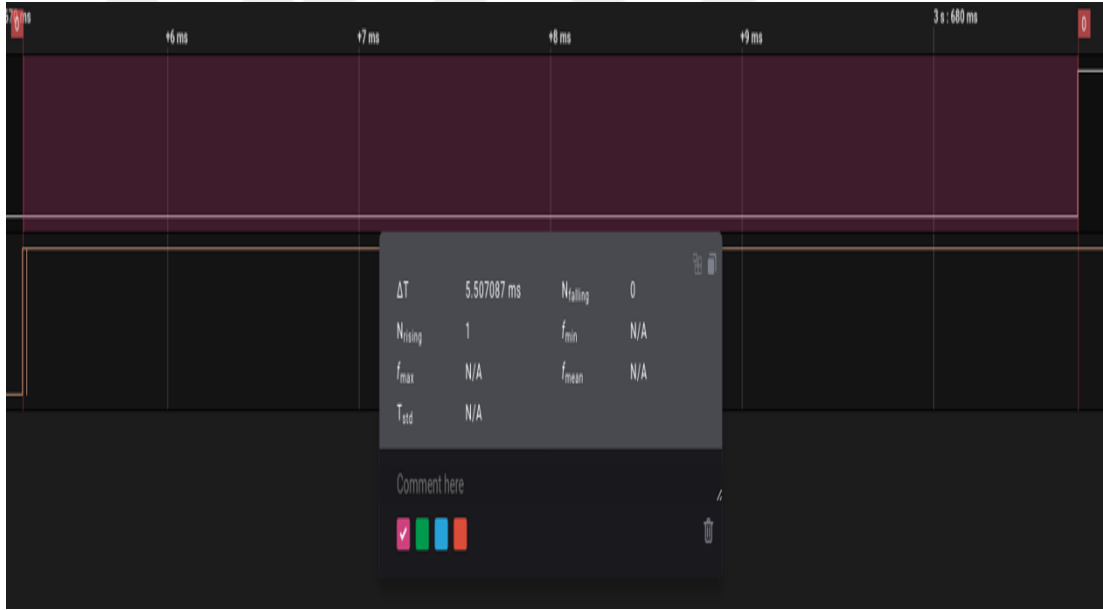 0
3 s : 680 ms
0
+6 ms
+7 ms
+8 ms
+9 ms
ΔT 5.507087 ms Nfalling 0
Nrising 1 fmin N/A
fmax N/A fmean N/A
Tstd N/A
Comment here